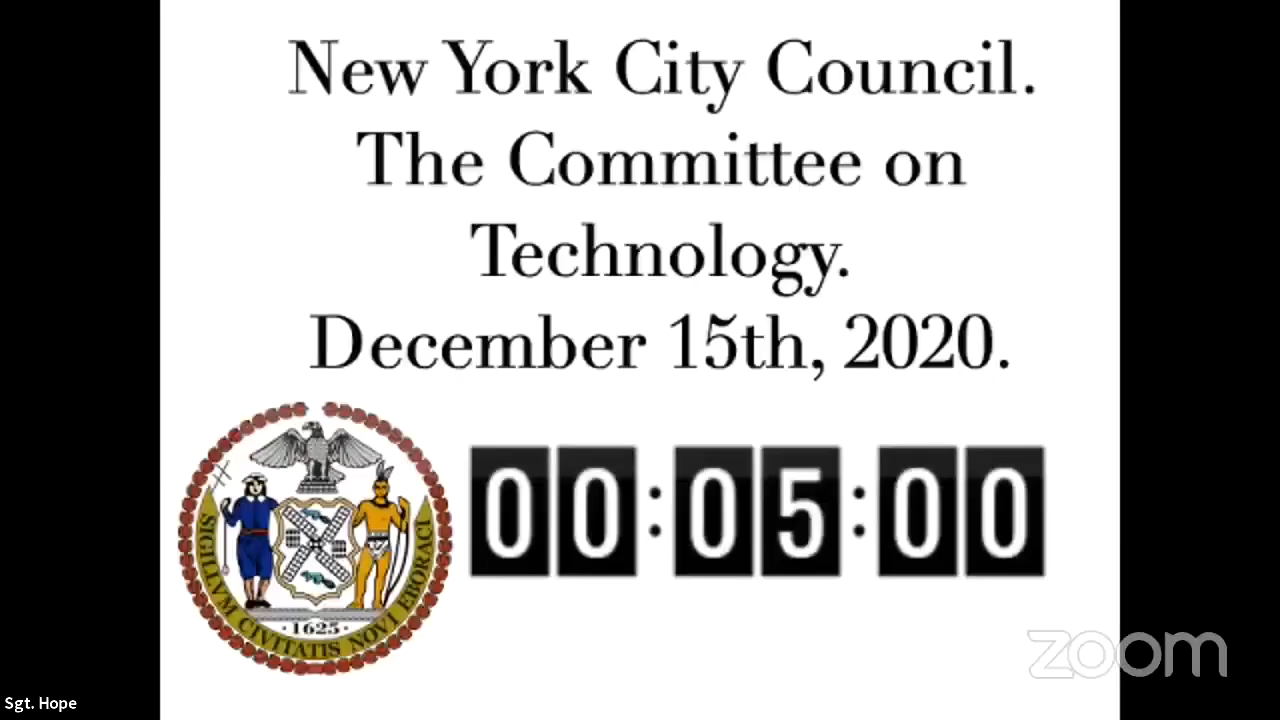 New York City Council.
The Committee on
Technology.
December 15th, 2020.
00:05:00
SIGILLVM CIVITATIS NOVI EBORACI
·1625·
zoom
Sgt. Hope